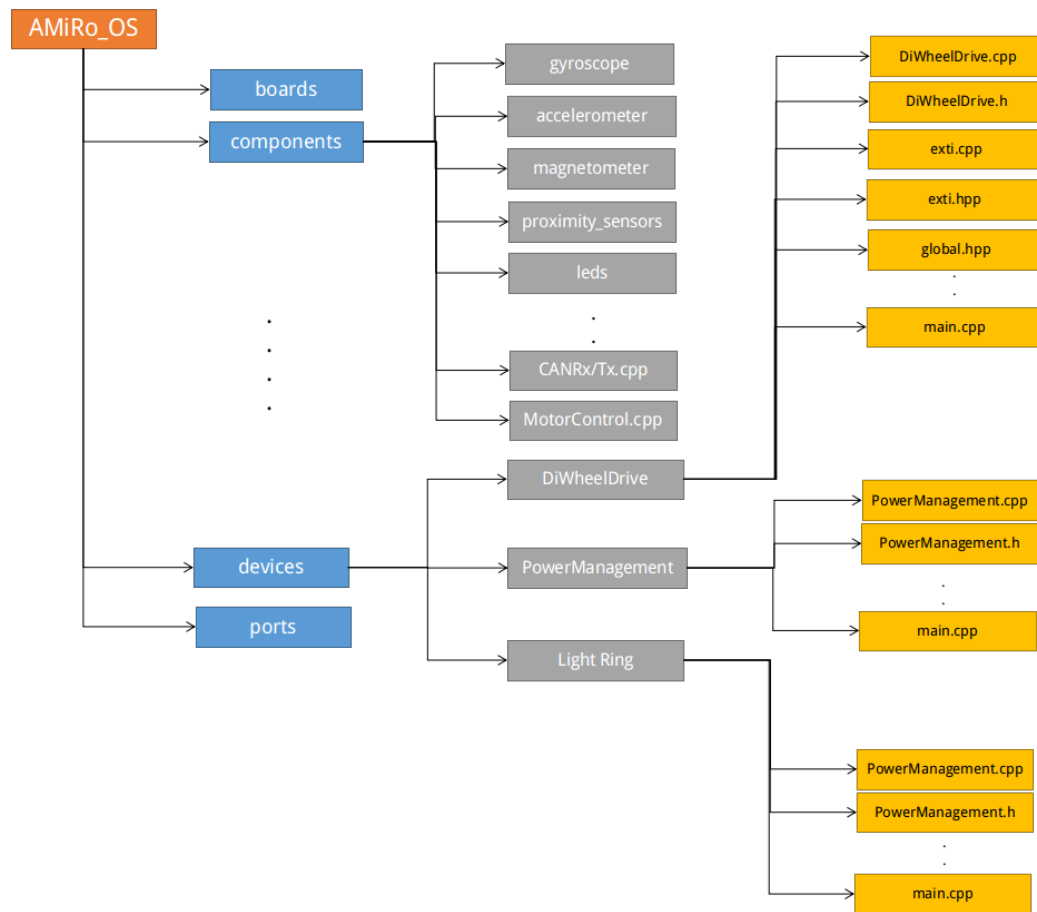 AMiRo_OS
boards
components
devices
ports
gyroscope
accelerometer
magnetometer
proximity_sensors
leds
CANRx/Tx.cpp
MotorControl.cpp
DiWheelDrive
PowerManagement
Light Ring
DiWheelDrive.cpp
DiWheelDrive.h
exti.cpp
exti.hpp
global.hpp
main.cpp
PowerManagement.cpp
PowerManagement.h
main.cpp
PowerManagement.cpp
PowerManagement.h
main.cpp